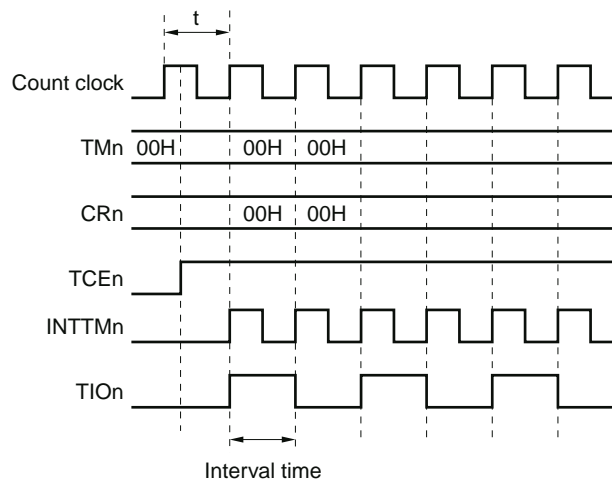 t
Count clock
TMn 00H 00H 00H
CRn 00H 00H
TCEn
INTTMn
TIOn
Interval time